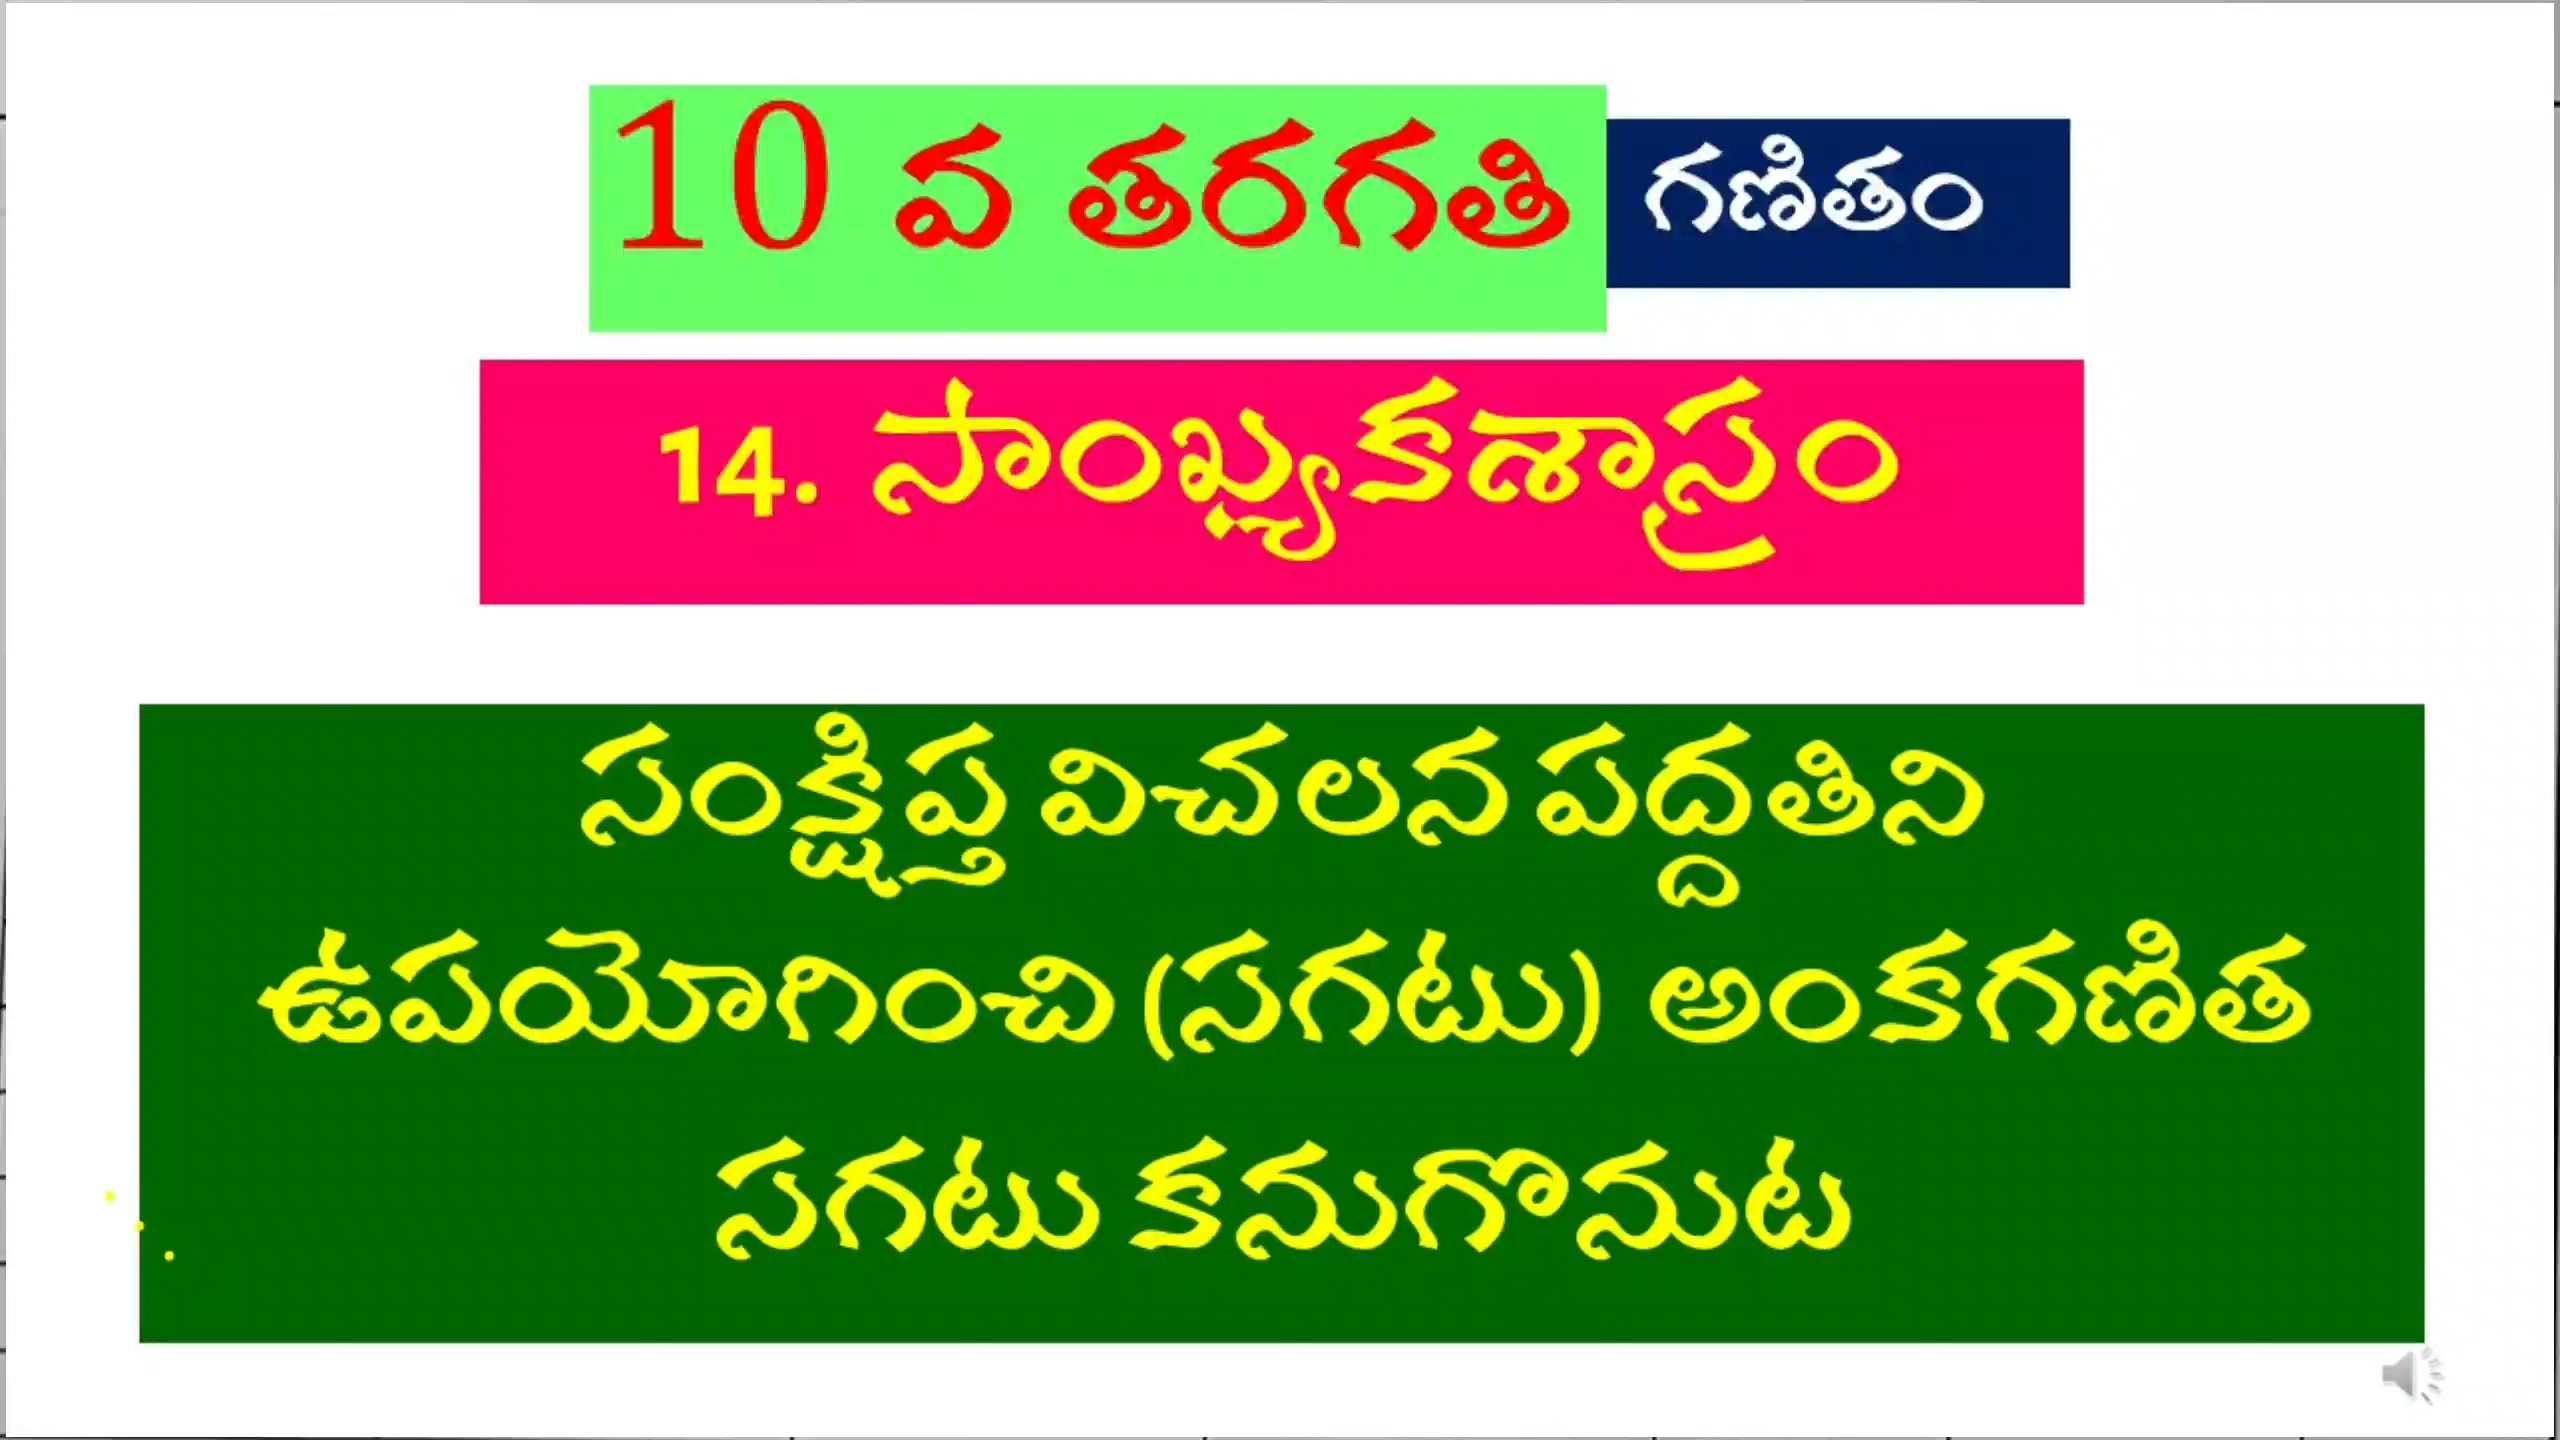 10 వ తరగతి గణితం
14. సాంఖ్యకశాస్త్రం
సంక్షిప్త విచలన పద్ధతిని
ఉపయోగించి (సగటు) అంకగణిత
సగటు కనుగొనుట